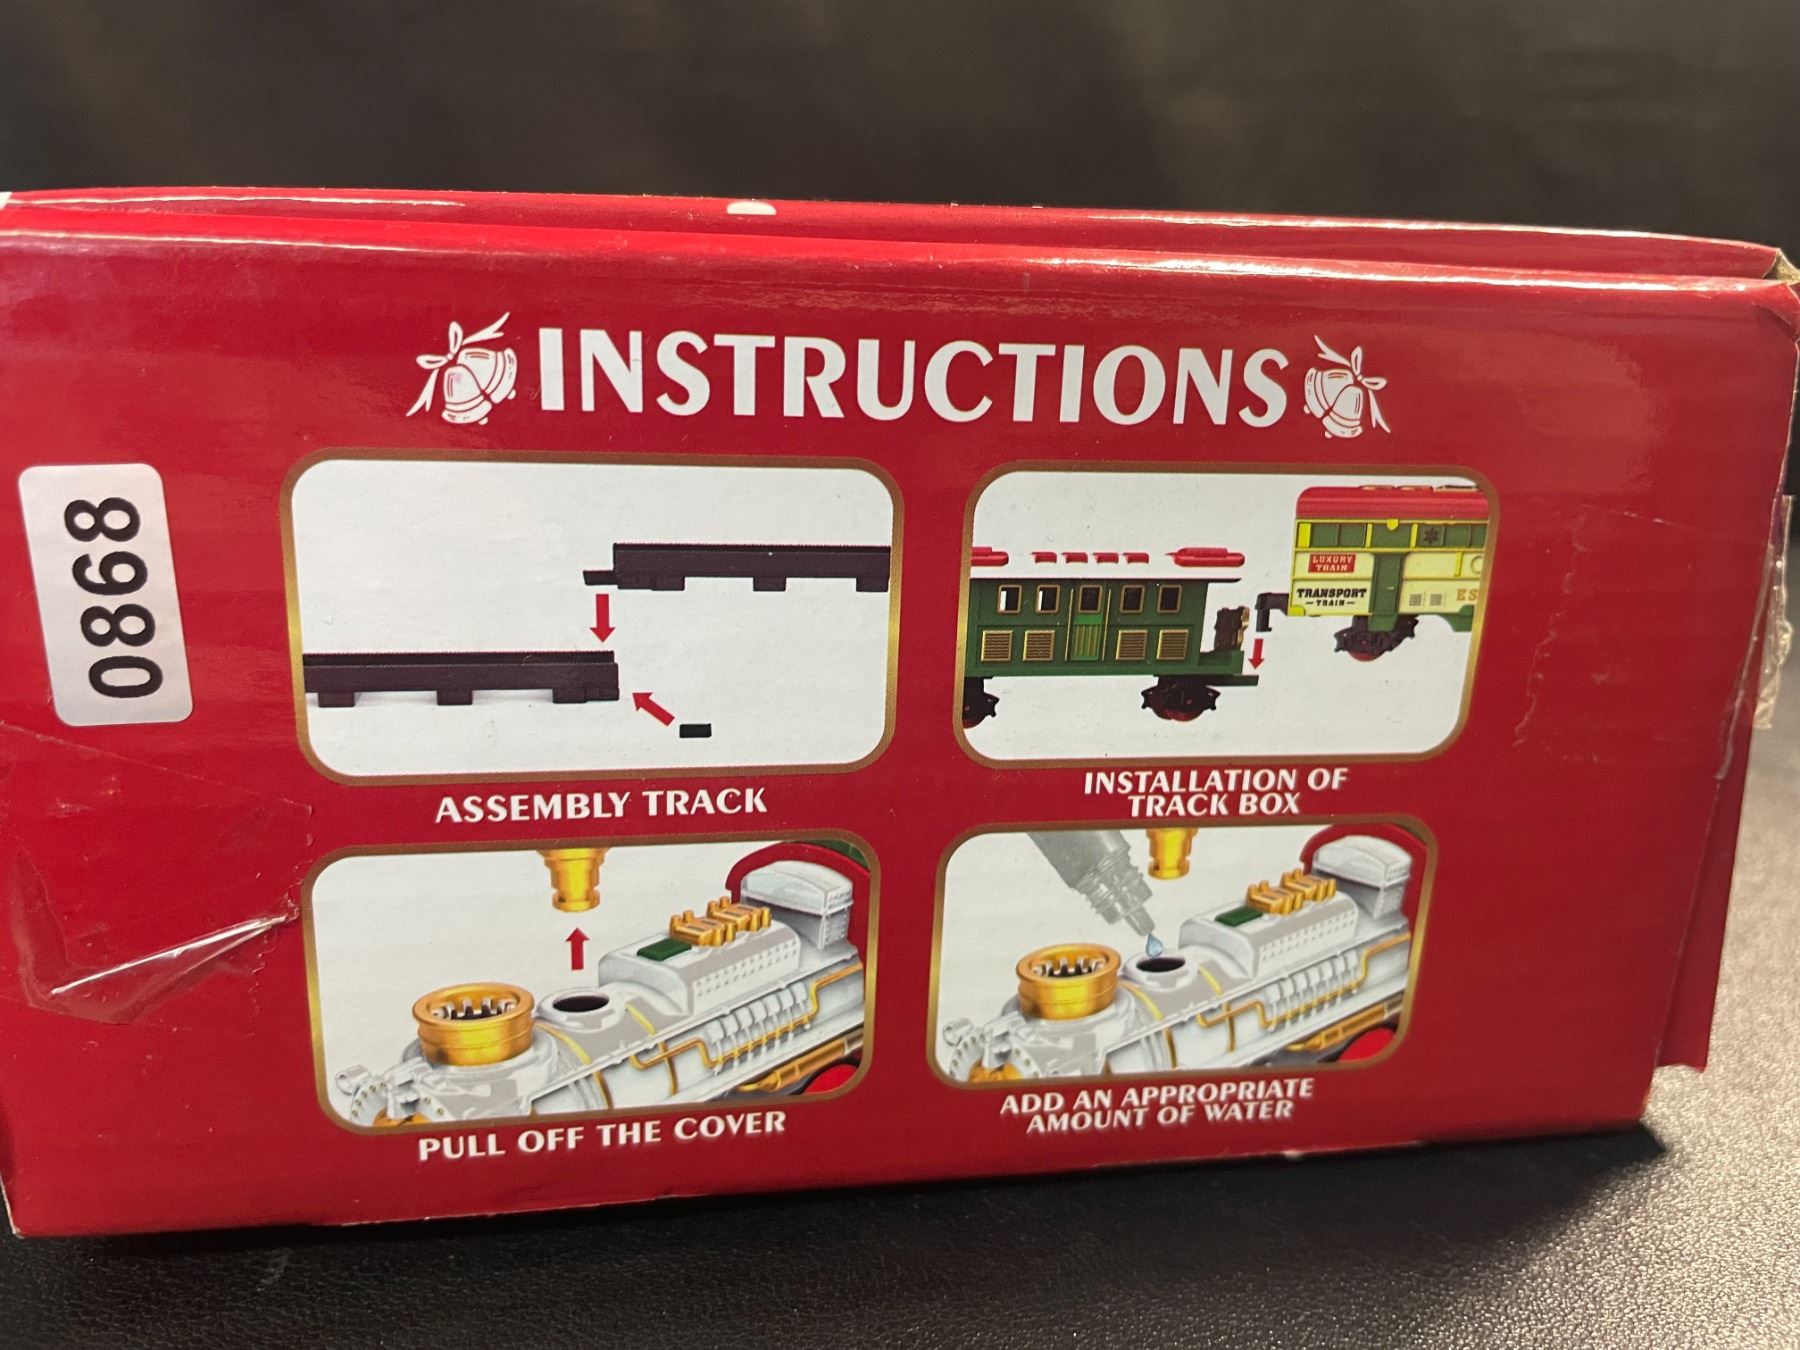 INSTRUCTIONS
0868
LUXURY
TRAIN
TRANSPORT
TRAIN
ES
ASSEMBLY TRACK
INSTALLATION OF
TRACK BOX
PULL OFF THE COVER
ADD AN APPROPRIATE
AMOUNT OF WATER